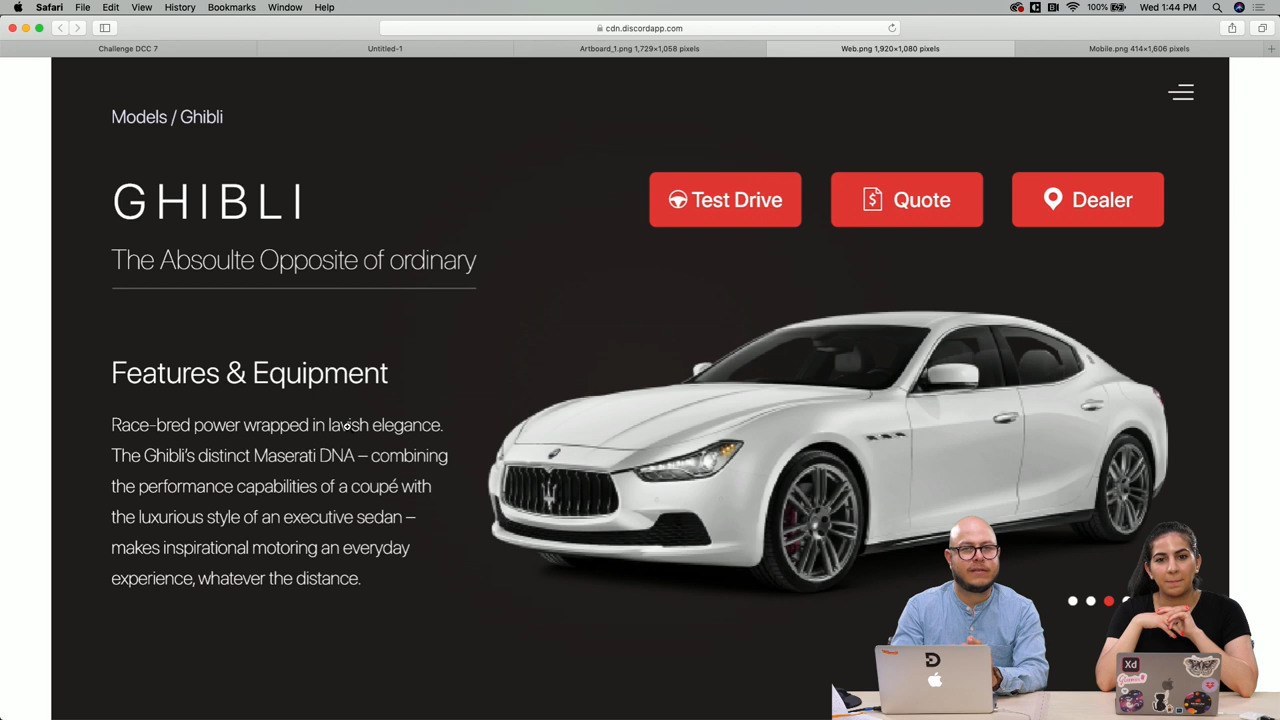 Safari File Edit View History Bookmarks Window Help 100% Wed 1:44 PM
cdn.discordapp.com
Challenge DCC 7 Untitled-1 Artboard_1.png 1,729×1,058 pixels Web.png 1,920×1,080 pixels Mobile.png 414×1,606 pixels
Models / Ghibli
GHIBLI
Test Drive Quote Dealer
The Absoulte Opposite of ordinary
Features & Equipment
Race-bred power wrapped in lavish elegance.
The Ghibli's distinct Maserati DNA – combining
the performance capabilities of a coupé with
the luxurious style of an executive sedan –
makes inspirational motoring an everyday
experience, whatever the distance.
Xd